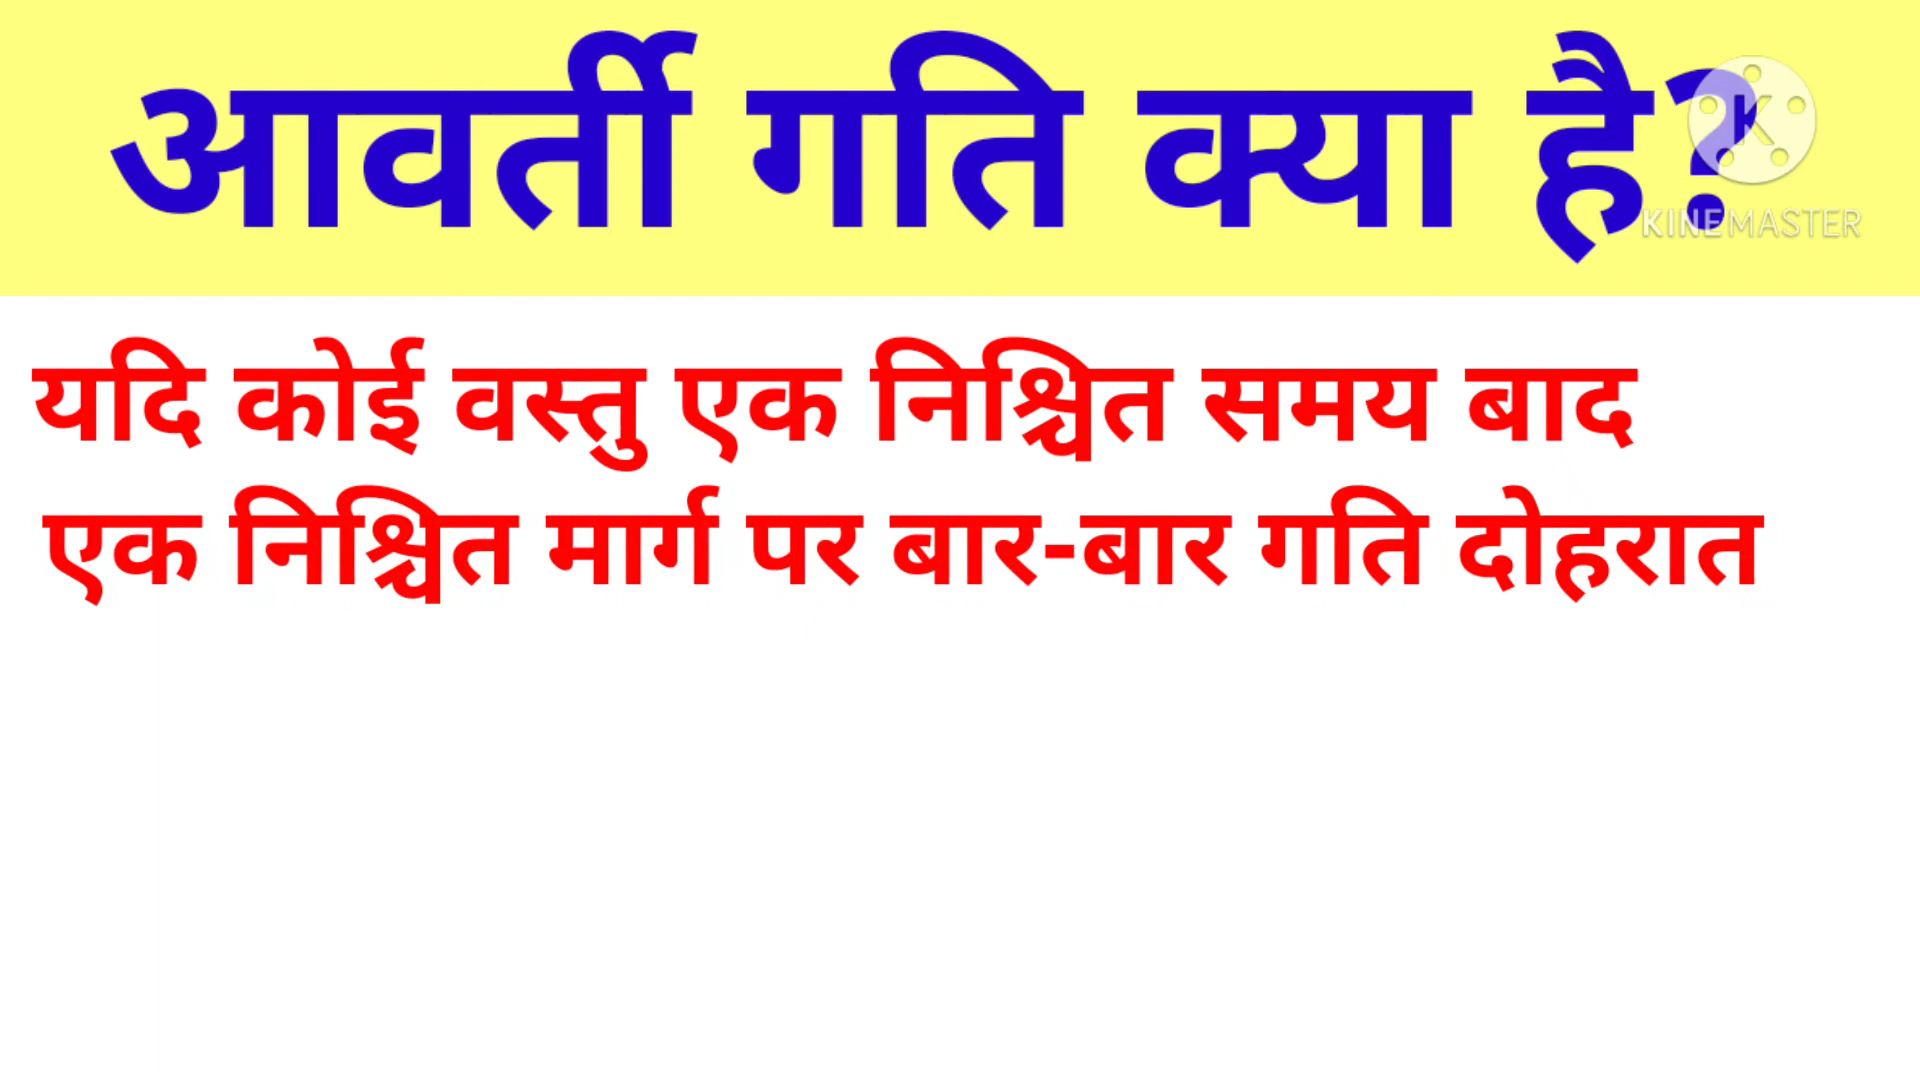 आवर्ती गति क्या है?
KINEMASTER
यदि कोई वस्तु एक निश्चित समय बाद
एक निश्चित मार्ग पर बार-बार गति दोहरात